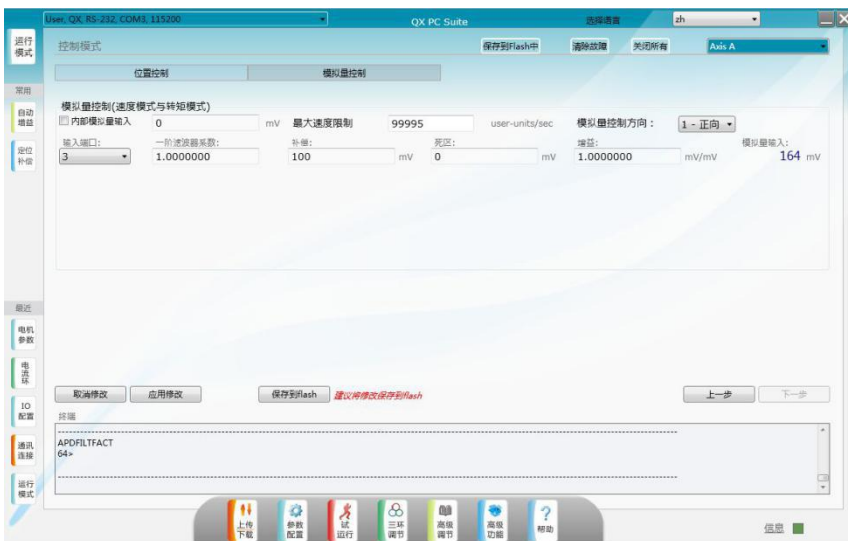 User, QX, RS-232, COM3, 115200
QX PC Suite
选择语言
zh
运行模式
控制模式
保存到Flash中
清除故障
关闭所有
Axis A
位置控制
模拟量控制
常用
自动增益
定位补偿
模拟量控制(速度模式与转矩模式)
内部模拟量输入
0
mV
最大速度限制
99995
user-units/sec
模拟量控制方向：
1 - 正向
输入端口:
一阶滤波器系数:
补偿:
死区:
增益:
模拟量输入:
3
1.0000000
100
mV
0
mV
1.0000000
mV/mV
164 mV
最近
电机参数
电流环
IO配置
通讯连接
运行模式
取消修改
应用修改
保存到flash
建议将修改保存到flash
上一步
下一步
终端
APDFILTFACT
64>
上传下载
参数配置
试运行
三环调节
高级调节
高级功能
帮助
信息